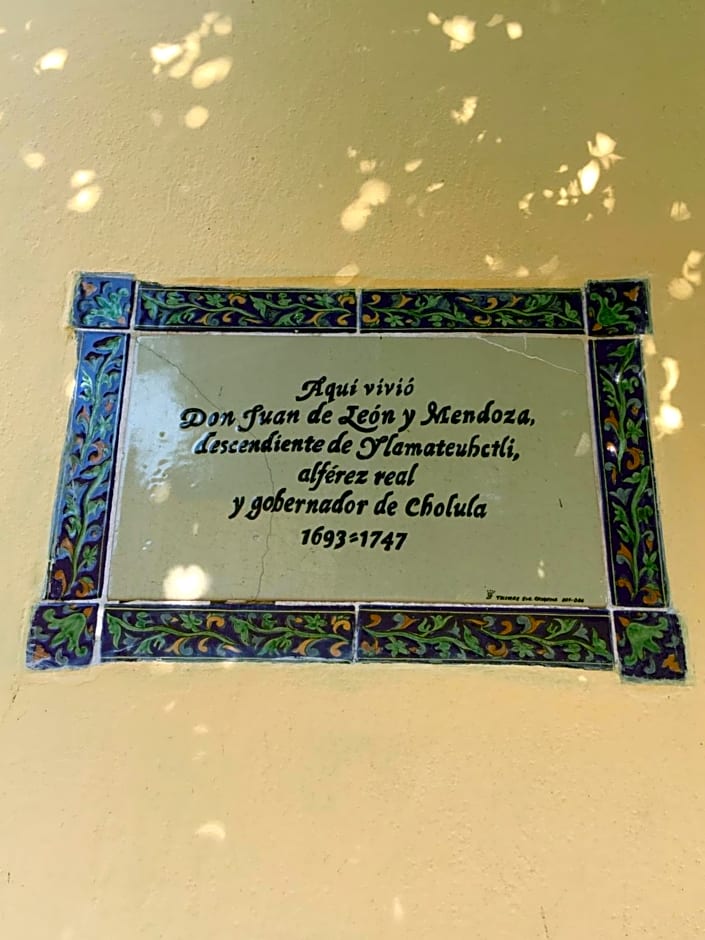 Aquí vivió
Don Juan de León y Mendoza,
descendiente de Ylamateuhctli,
alférez real
y gobernador de Cholula
1693=1747